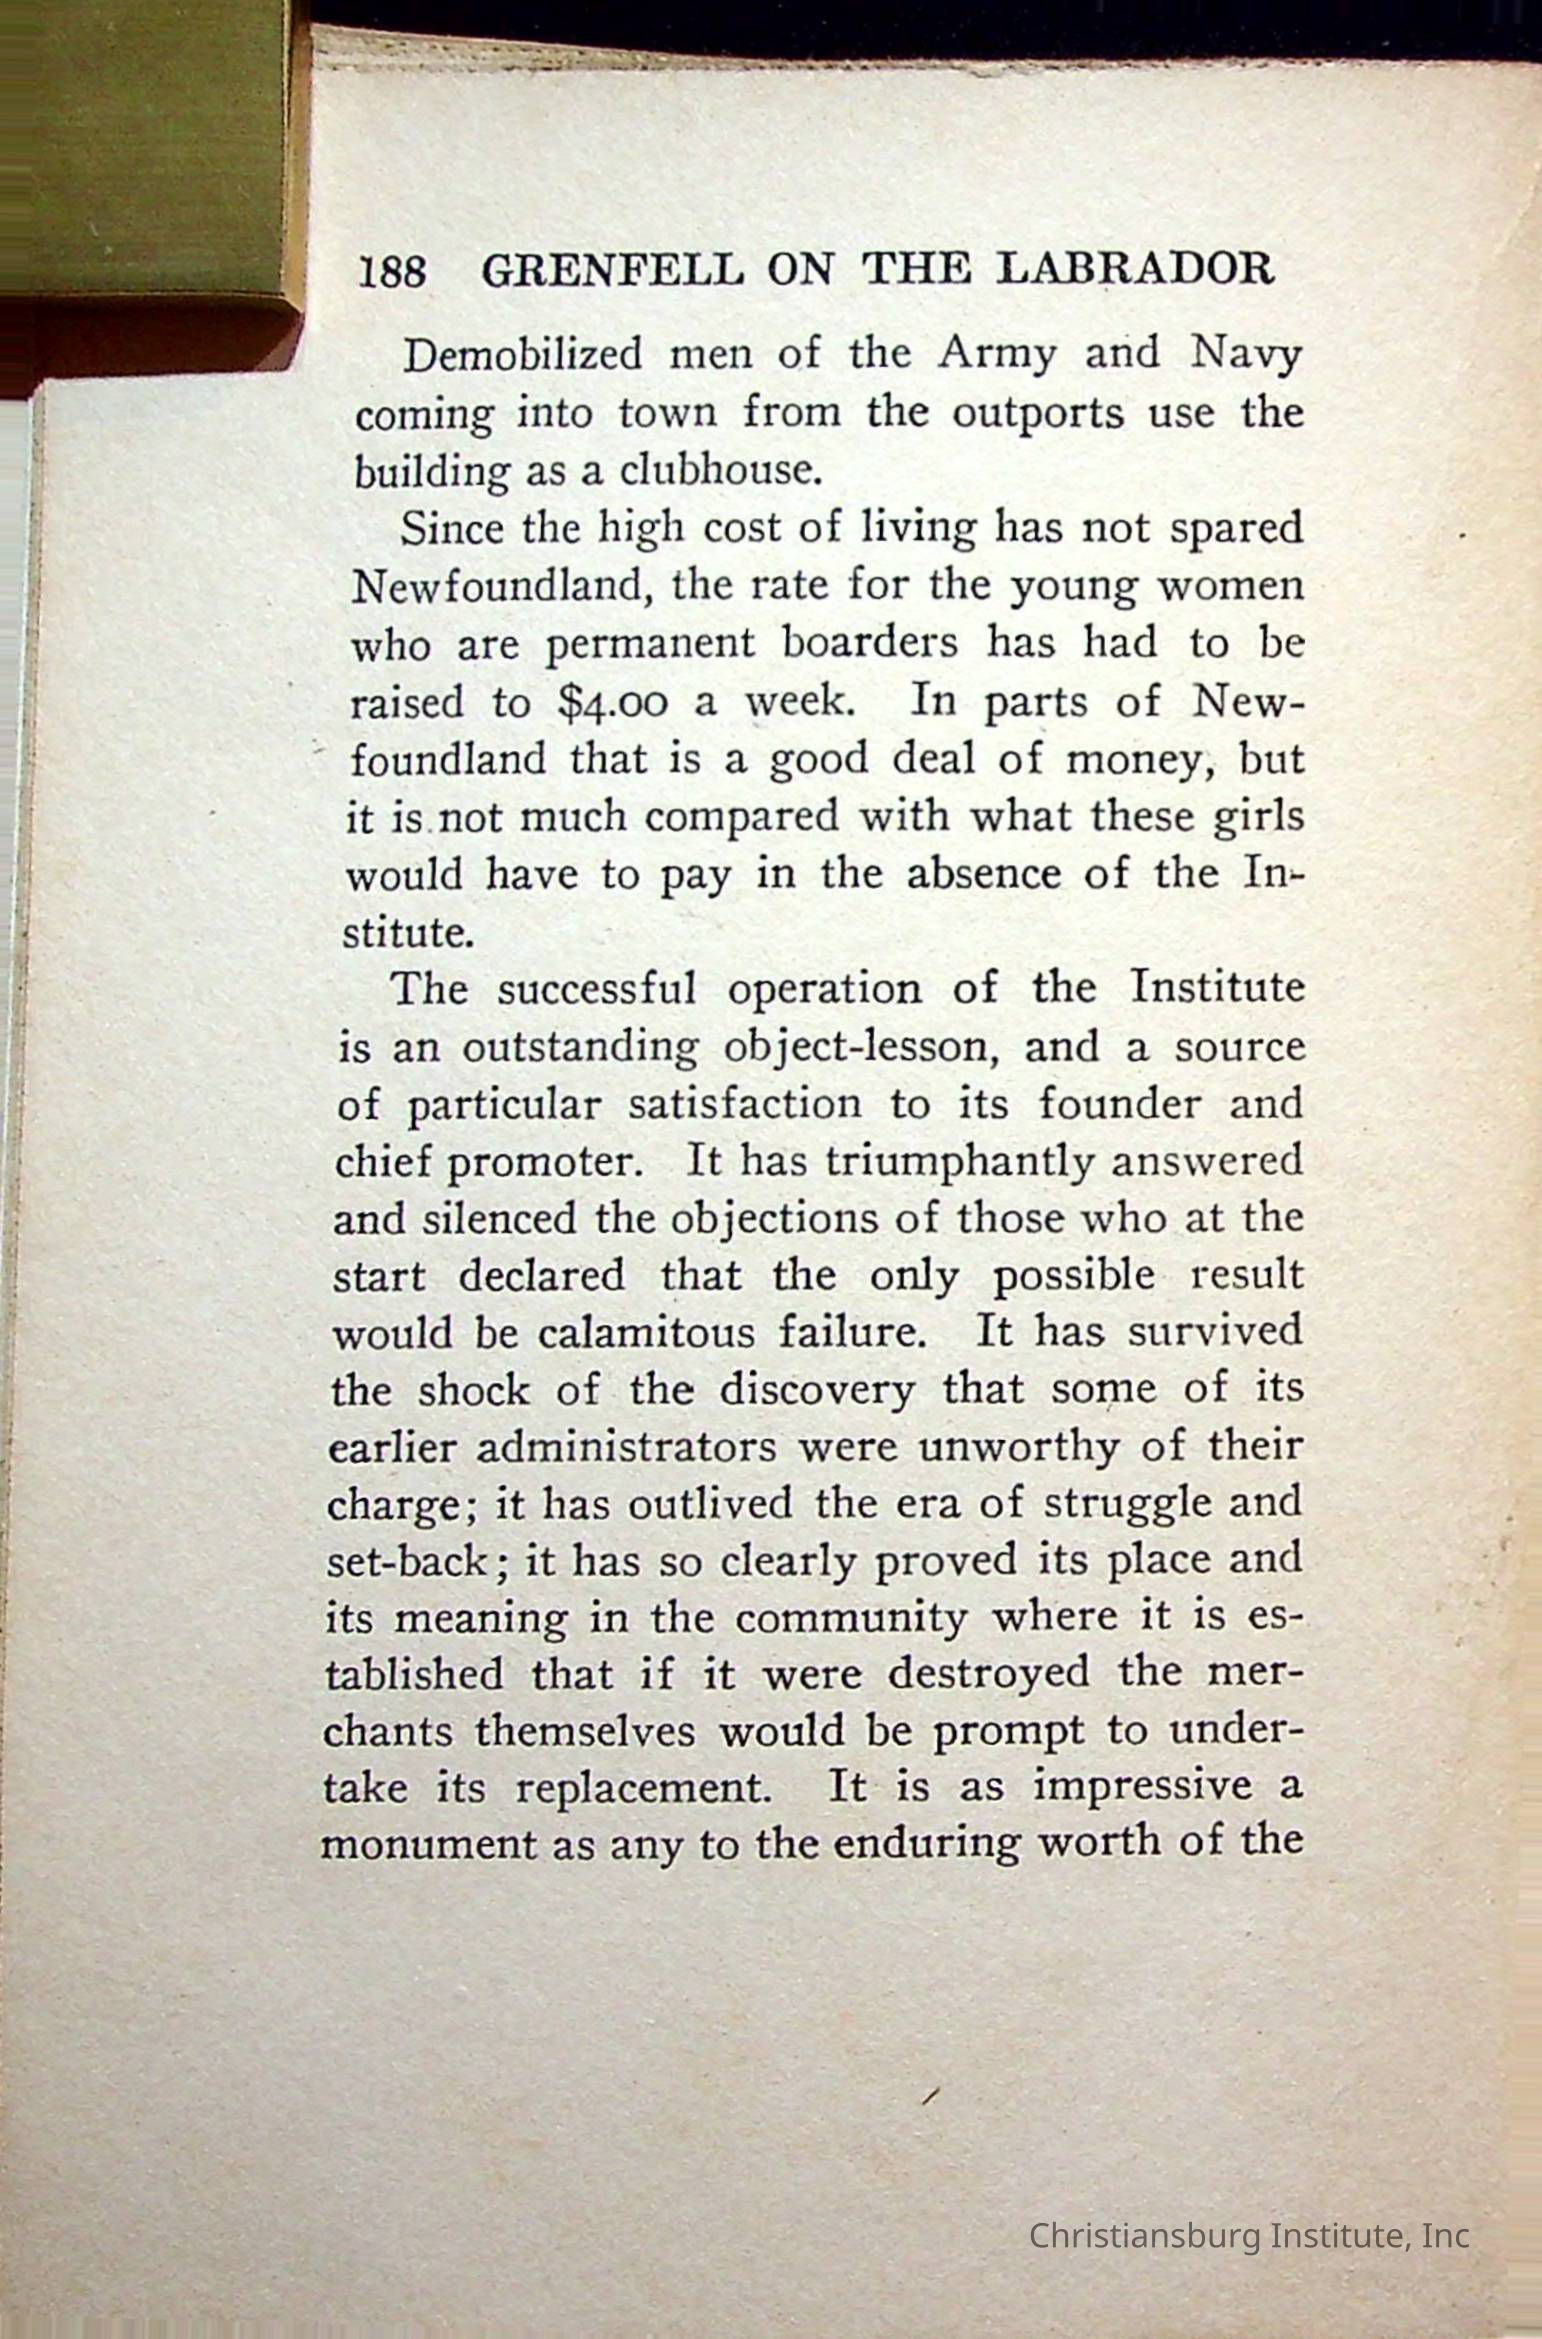 188 GRENFELL ON THE LABRADOR
Demobilized men of the Army and Navy
coming into town from the outports use the
building as a clubhouse.
Since the high cost of living has not spared
Newfoundland, the rate for the young women
who are permanent boarders has had to be
raised to $4.00 a week. In parts of New-
foundland that is a good deal of money, but
it is not much compared with what these girls
would have to pay in the absence of the In-
stitute.
The successful operation of the Institute
is an outstanding object-lesson, and a source
of particular satisfaction to its founder and
chief promoter. It has triumphantly answered
and silenced the objections of those who at the
start declared that the only possible result
would be calamitous failure. It has survived
the shock of the discovery that some of its
earlier administrators were unworthy of their
charge; it has outlived the era of struggle and
set-back; it has so clearly proved its place and
its meaning in the community where it is es-
tablished that if it were destroyed the mer-
chants themselves would be prompt to under-
take its replacement. It is as impressive a
monument as any to the enduring worth of the
Christiansburg Institute, Inc